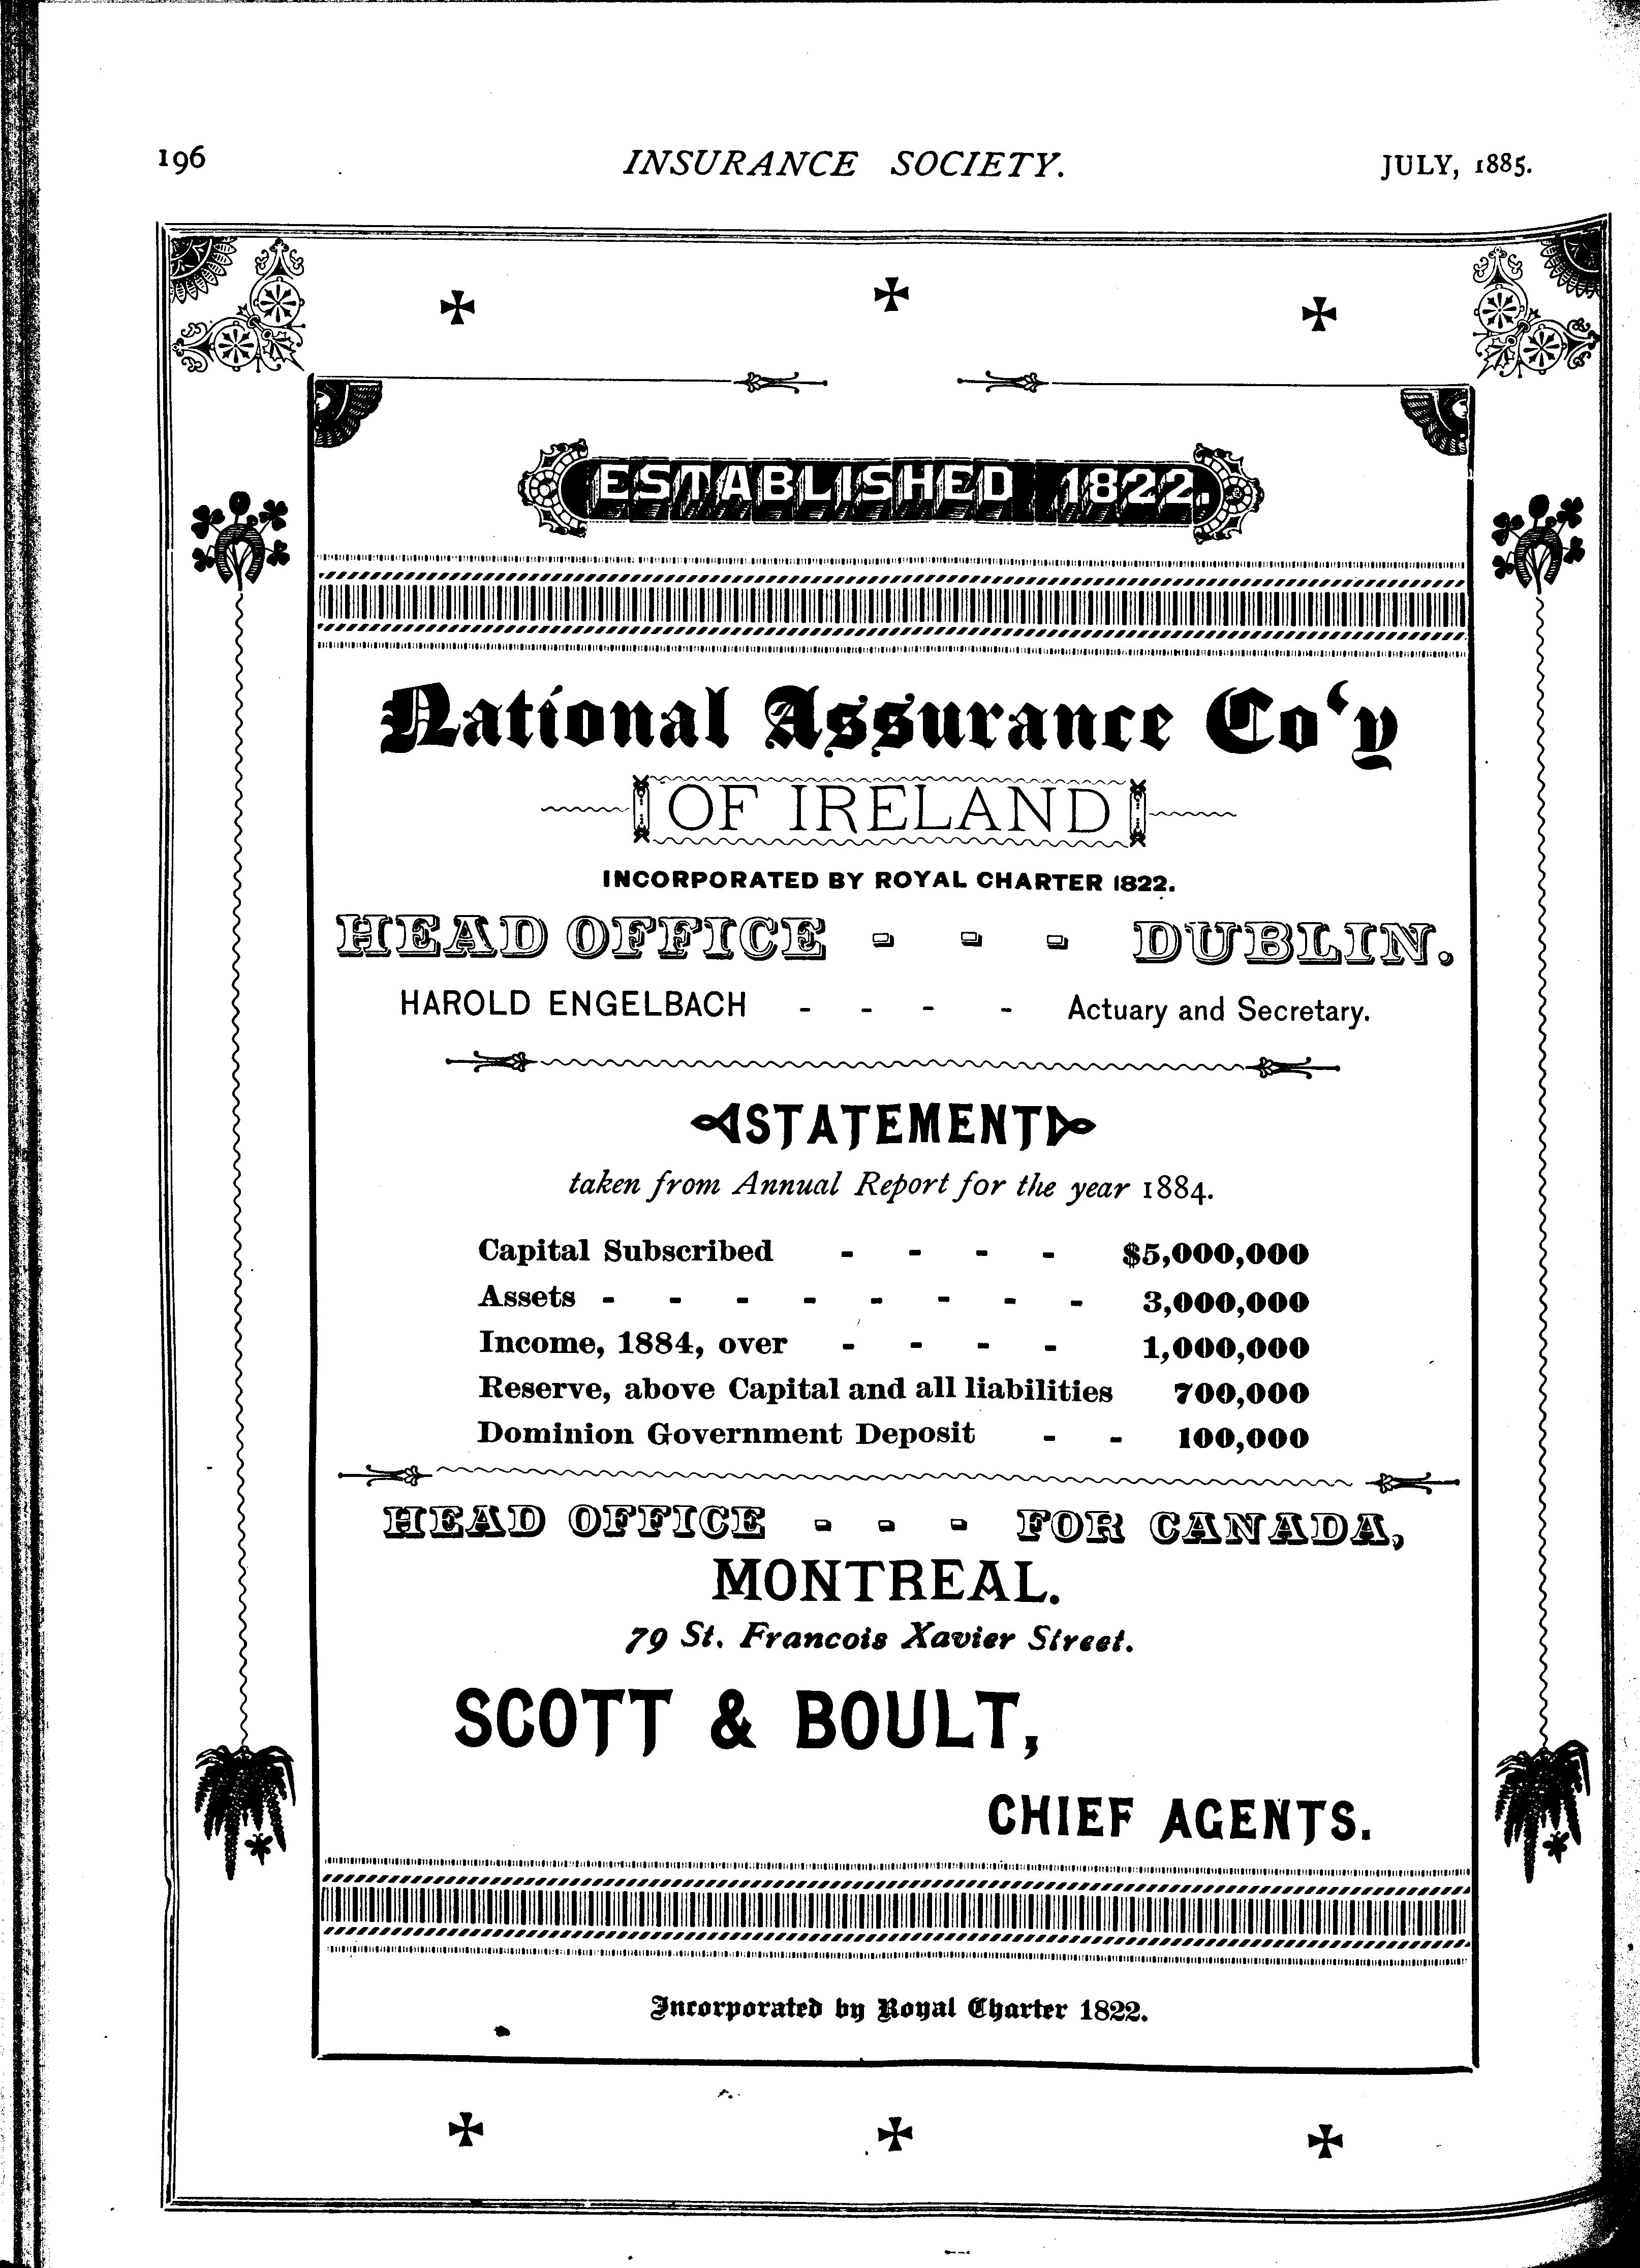 196 INSURANCE SOCIETY. JULY, 1885.
ESTABLISHED 1822.
National Assurance Co‘y
OF IRELAND
INCORPORATED BY ROYAL CHARTER 1822.
HEAD OFFICE - - - DUBLIN.
HAROLD ENGELBACH - - - - Actuary and Secretary.
STATEMENT
taken from Annual Report for the year 1884.
Capital Subscribed - - - - $5,000,000
Assets - - - - - - - - 3,000,000
Income, 1884, over - - - - 1,000,000
Reserve, above Capital and all liabilities 700,000
Dominion Government Deposit - - 100,000
HEAD OFFICE - - - FOR CANADA,
MONTREAL.
79 St. Francois Xavier Street.
SCOTT & BOULT,
CHIEF AGENTS.
Incorporated by Royal Charter 1822.